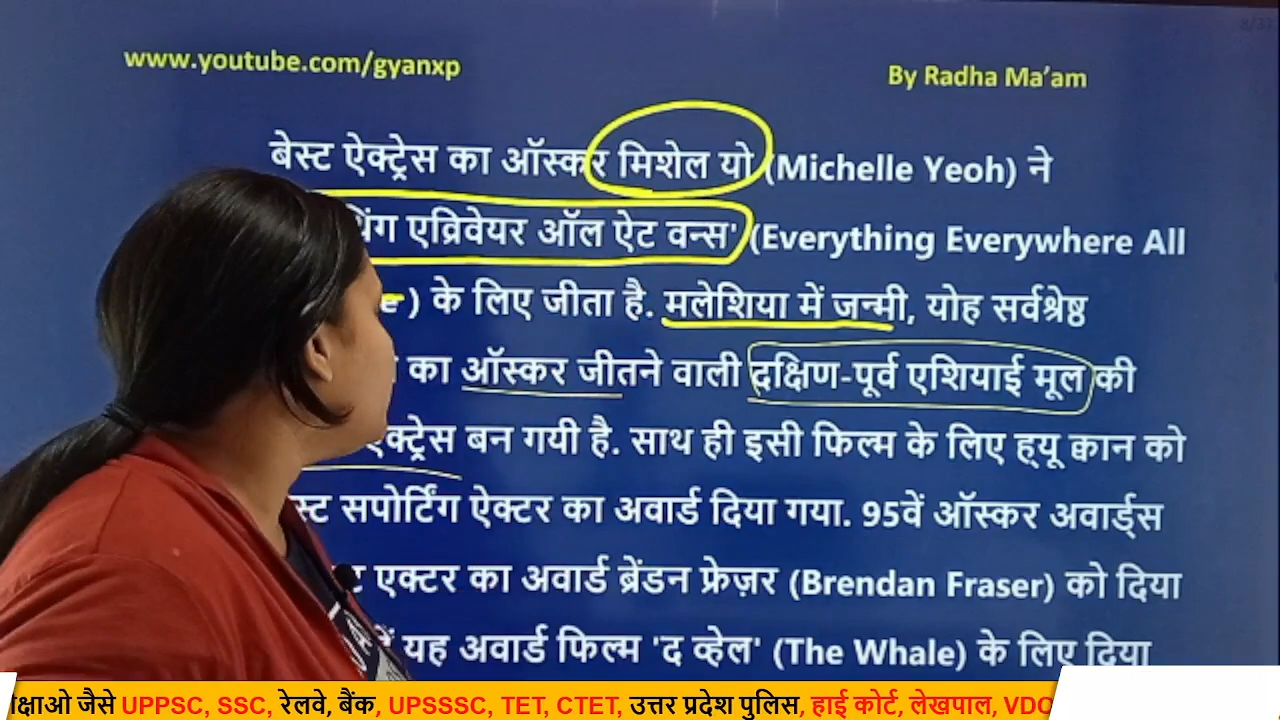 www.youtube.com/gyanxp
By Radha Ma'am
बेस्ट ऐक्ट्रेस का ऑस्कर मिशेल यो (Michelle Yeoh) ने
एव्रिवेयर ऑल ऐट वन्स' (Everything Everywhere All
) के लिए जीता है. मलेशिया में जन्मी, योह सर्वश्रेष्ठ
का ऑस्कर जीतने वाली दक्षिण-पूर्व एशियाई मूल की
एक्ट्रेस बन गयी है. साथ ही इसी फिल्म के लिए ह्यू क्वान को
सपोर्टिंग ऐक्टर का अवार्ड दिया गया. 95वें ऑस्कर अवार्ड्स
एक्टर का अवार्ड ब्रेंडन फ्रेज़र (Brendan Fraser) को दिया
यह अवार्ड फिल्म 'द व्हेल' (The Whale) के लिए दिया
जैसे UPPSC, SSC, रेलवे, बैंक, UPSSSC, TET, CTET, उत्तर प्रदेश पुलिस, हाई कोर्ट, लेखपाल, VDO